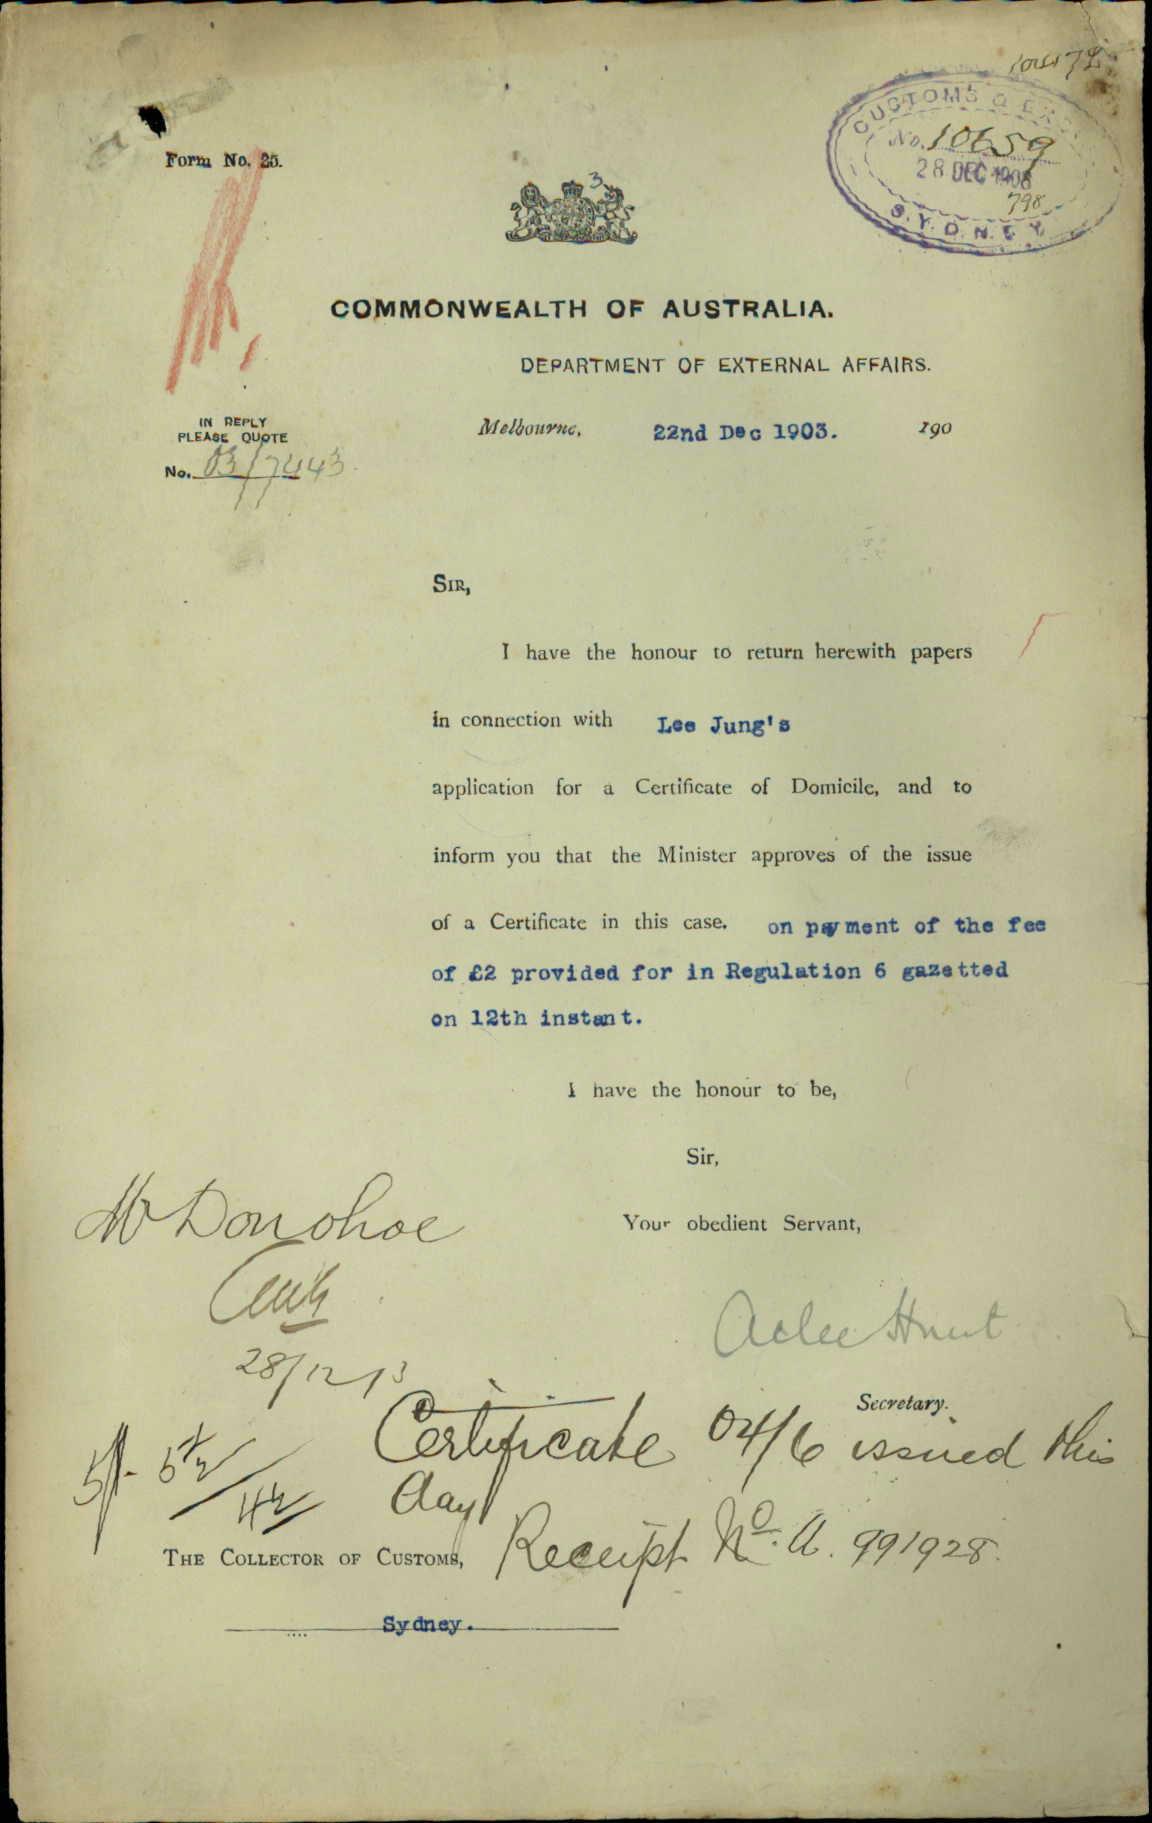 CUSTOMS & EXC
No. 10659
28 DEC 1903
798
SYDNEY
Form No. 25.
3
COMMONWEALTH OF AUSTRALIA.
DEPARTMENT OF EXTERNAL AFFAIRS.
IN REPLY
PLEASE QUOTE
No. 03/7443
Melbourne, 22nd Dec 1903. 190
SIR,
I have the honour to return herewith papers
in connection with Lee Jung's
application for a Certificate of Domicile, and to
inform you that the Minister approves of the issue
of a Certificate in this case. on payment of the fee
of £2 provided for in Regulation 6 gazetted
on 12th instant.
I have the honour to be,
Sir,
Your obedient Servant,
Mr Donohoe
28/12/3
Atlee Hunt
Secretary.
Certificate 04/6 issued this
day
Receipt No. A. 991928.
THE COLLECTOR OF CUSTOMS,
Sydney.